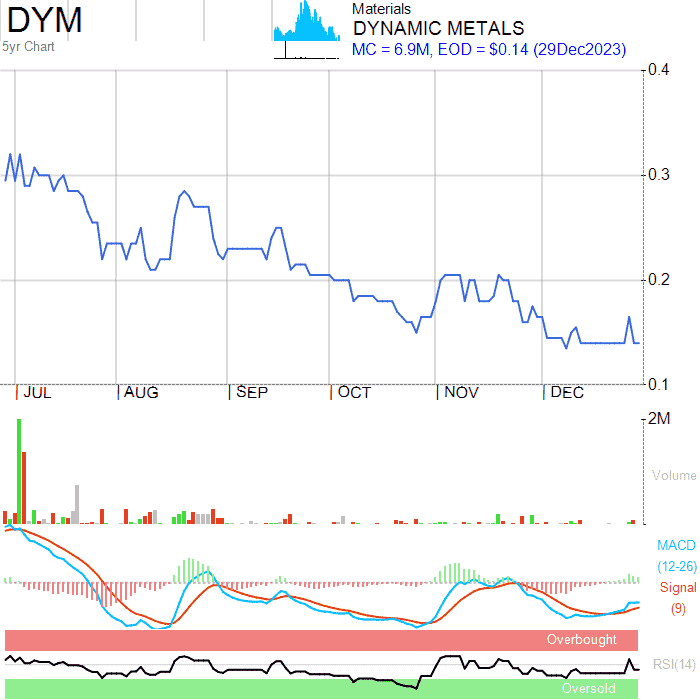 DYM
5yr Chart
Materials
DYNAMIC METALS
MC = 6.9M, EOD = $0.14 (29Dec2023)
0.4
0.3
0.2
0.1
JUL AUG SEP OCT NOV DEC
2M
Volume
MACD
(12-26)
Signal
(9)
Overbought
RSI(14)
Oversold